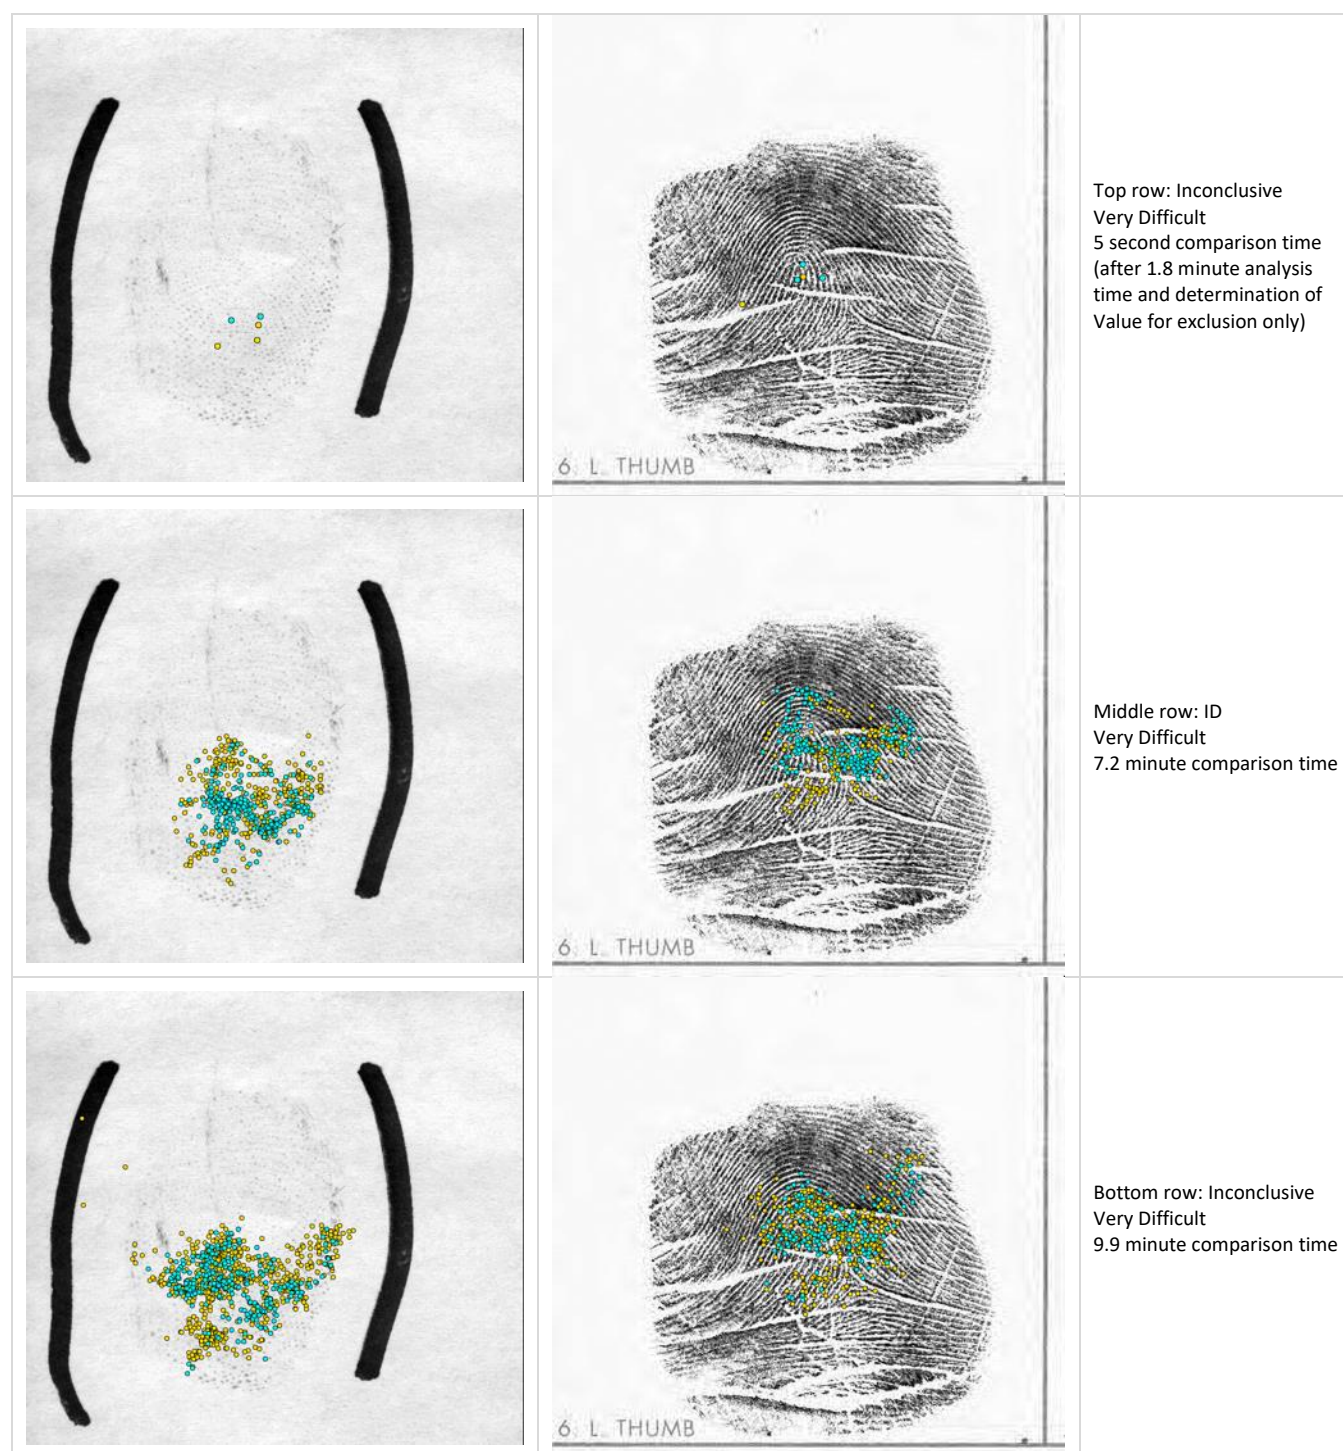 Top row: Inconclusive
Very Difficult
5 second comparison time
(after 1.8 minute analysis
time and determination of
Value for exclusion only)
6. L. THUMB
Middle row: ID
Very Difficult
7.2 minute comparison time
6. L. THUMB
Bottom row: Inconclusive
Very Difficult
9.9 minute comparison time
6. L. THUMB